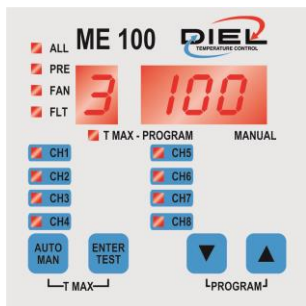 ALL ME 100 DIEL
TEMPERATURE CONTROL
PRE
FAN
FLT
3 100
T MAX - PROGRAM MANUAL
CH1 CH5
CH2 CH6
CH3 CH7
CH4 CH8
AUTO MAN ENTER TEST ▼ ▲
T MAX PROGRAM